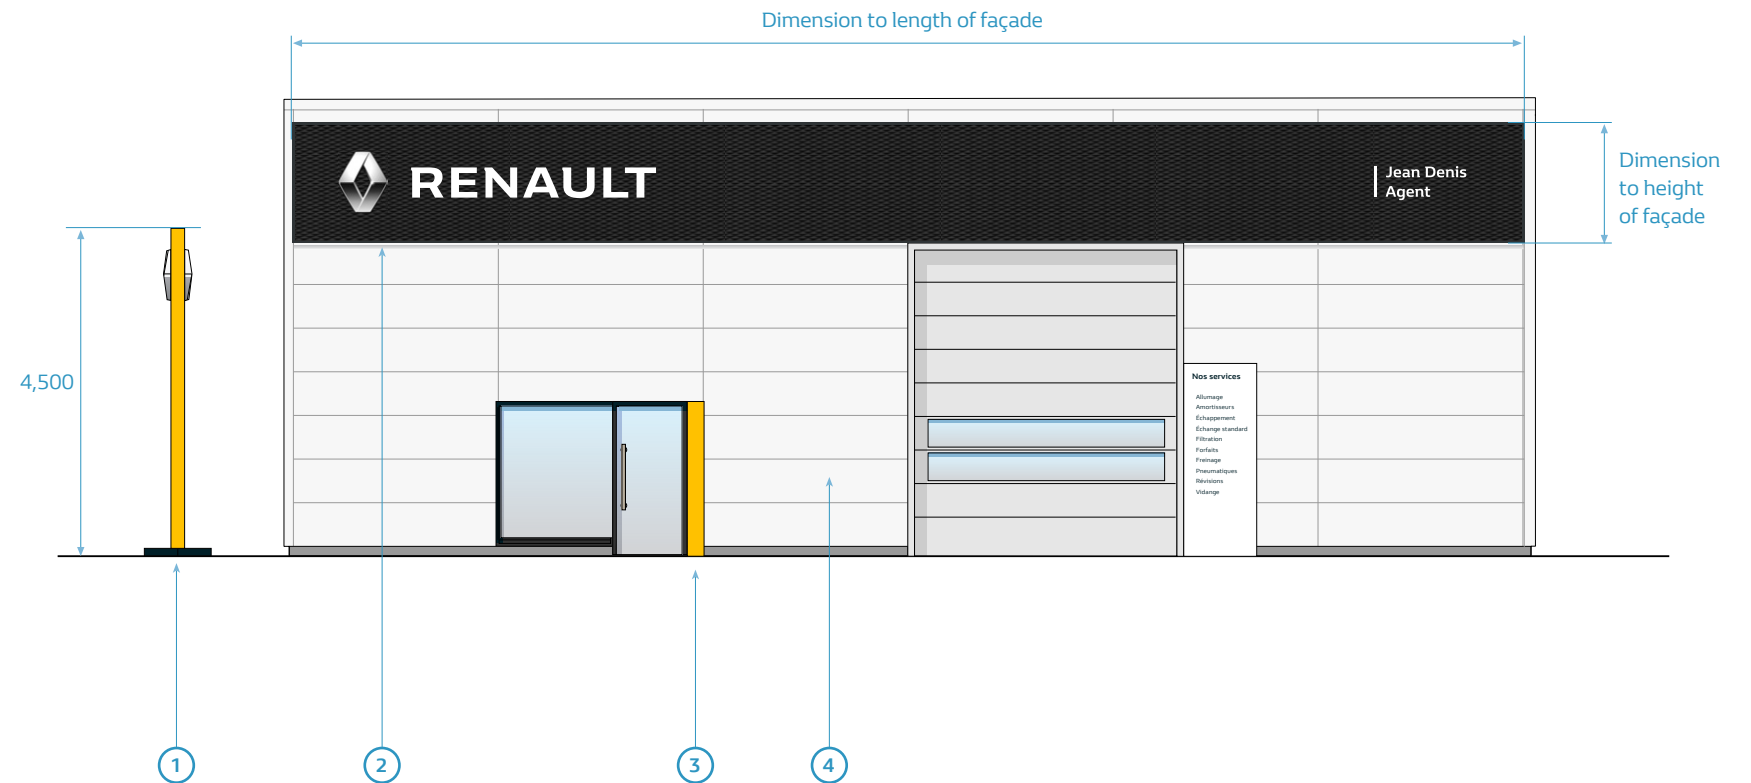 Dimension to length of façade
RENAULT
Jean Denis
Agent
Dimension
to height
of façade
4,500
Nos services
Allumage
Amortisseurs
Échappement
Échange standard
Filtration
Forfaits
Freinage
Pneumatiques
Révisions
Vidange
1
2
3
4